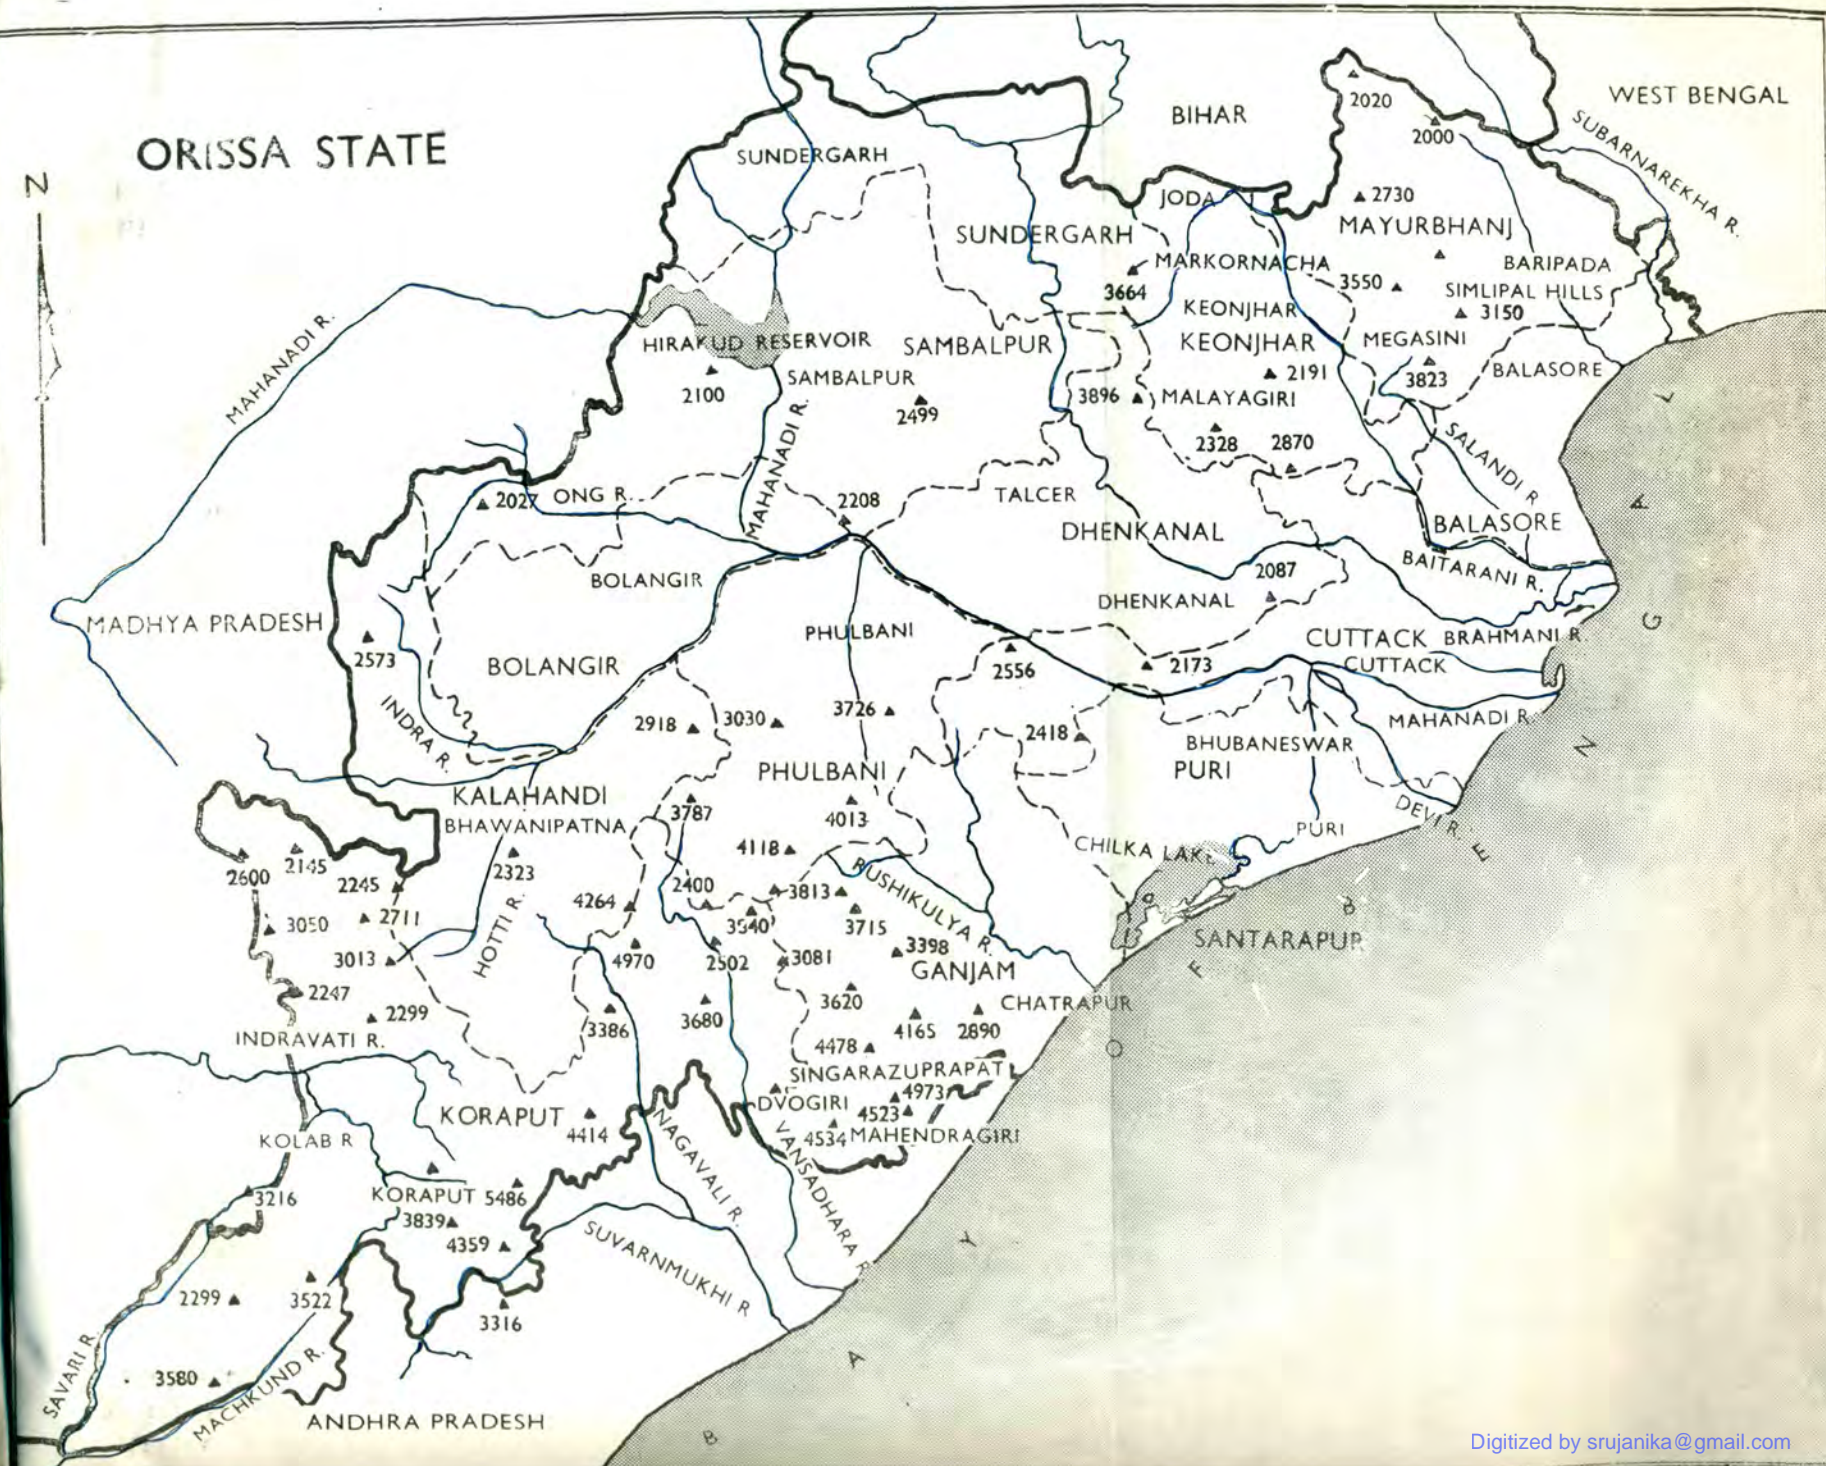 ORISSA STATE
N
BIHAR
WEST BENGAL
2020
2000
SUBARNAREKHA R.
SUNDERGARH
JODA
2730
MAYURBHANJ
SUNDERGARH
MARKORNACHA
3664
3550
BARIPADA
SIMLIPAL HILLS
3150
KEONJHAR
KEONJHAR
MEGASINI
3823
BALASORE
MAHANADI R.
HIRAKUD RESERVOIR
SAMBALPUR
2100
SAMBALPUR
2499
2191
3896
MALAYAGIRI
2328
2870
SALANDI R
MAHANADI R.
2027
ONG R.
2208
TALCER
DHENKANAL
BALASORE
BAITARANI R.
BOLANGIR
2087
DHENKANAL
MADHYA PRADESH
2573
BOLANGIR
PHULBANI
CUTTACK
BRAHMANI R.
CUTTACK
2556
2173
INDRA R.
2918
3030
3726
2418
MAHANADI R.
BHUBANESWAR
PURI
PHULBANI
KALAHANDI
BHAWANIPATNA
3787
4013
DEVI R.
PURI
CHILKA LAKE
4118
2600
2145
2245
2323
2400
3813
RUSHIKULYA R.
3050
2711
4264
3540
3715
3398
SANTARAPUR
3013
HOTTI R.
4970
2502
3081
GANJAM
2247
2299
3620
CHATRAPUR
INDRAVATI R.
3386
3680
4165
2890
4478
SINGARAZUPRAPAT
4973
DVOGIRI
4523
KORAPUT
4414
4534
MAHENDRAGIRI
KOLAB R
NAGAVALI R.
VANSADHARA R
3216
KORAPUT
5486
3839
4359
SUVARNMUKHI R
2299
3522
3316
SAVARI R.
3580
MACHKUND R.
ANDHRA PRADESH
BAY OF BENGAL
Digitized by srujanika@gmail.com